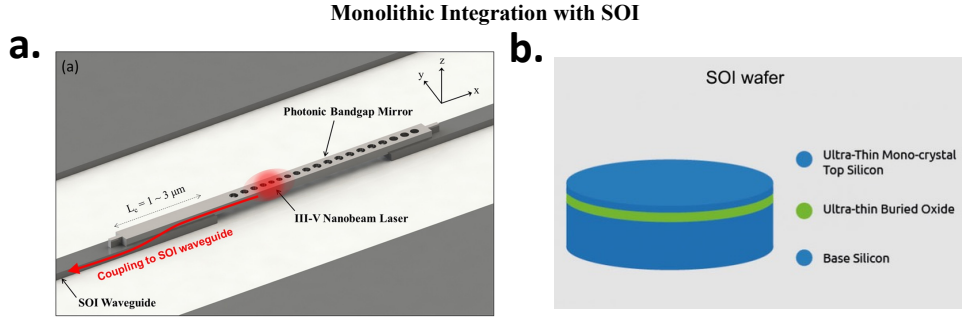 Monolithic Integration with SOI
a.
(a)
z
y
x
Photonic Bandgap Mirror
Lc = 1 ~ 3 μm
III-V Nanobeam Laser
Coupling to SOI waveguide
SOI Waveguide
b.
SOI wafer
Ultra-Thin Mono-crystal
Top Silicon
Ultra-thin Buried Oxide
Base Silicon